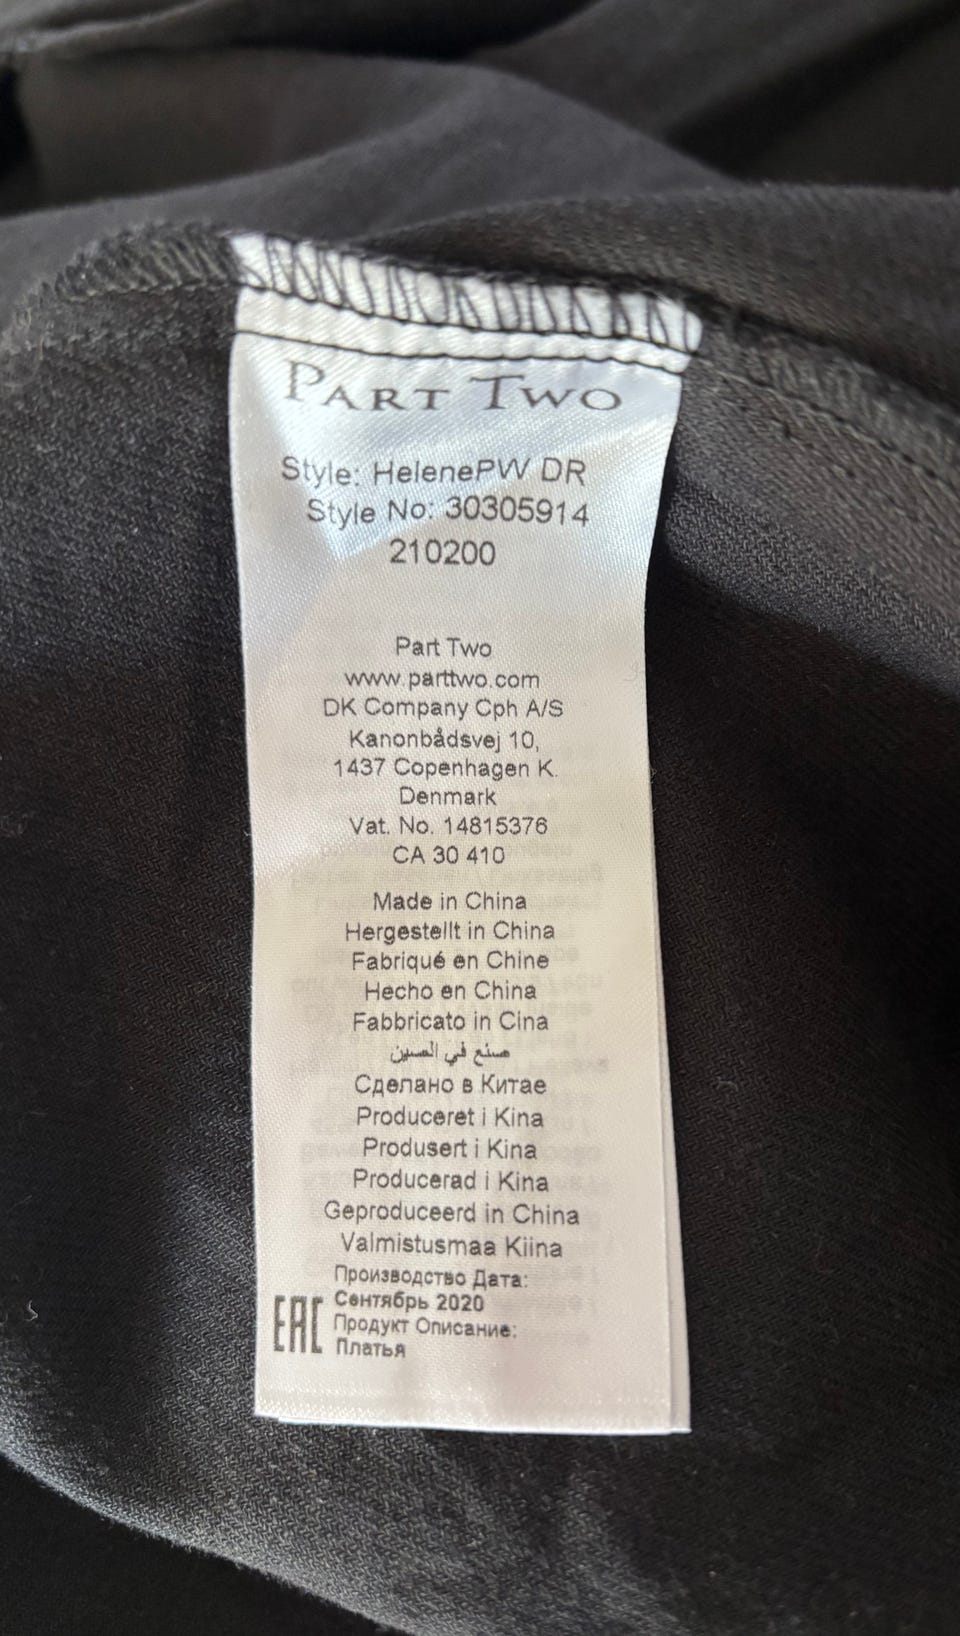 PART TWO
Style: HelenePW DR
Style No: 30305914
210200
Part Two
www.parttwo.com
DK Company Cph A/S
Kanonbådsvej 10,
1437 Copenhagen K.
Denmark
Vat. No. 14815376
CA 30 410
Made in China
Hergestellt in China
Fabriqué en Chine
Hecho en China
Fabbricato in Cina
صنع في الصين
Сделано в Китае
Produceret i Kina
Produsert i Kina
Producerad i Kina
Geproduceerd in China
Valmistusmaa Kiina
Производство Дата:
Сентябрь 2020
Продукт Описание:
Платья
EAC